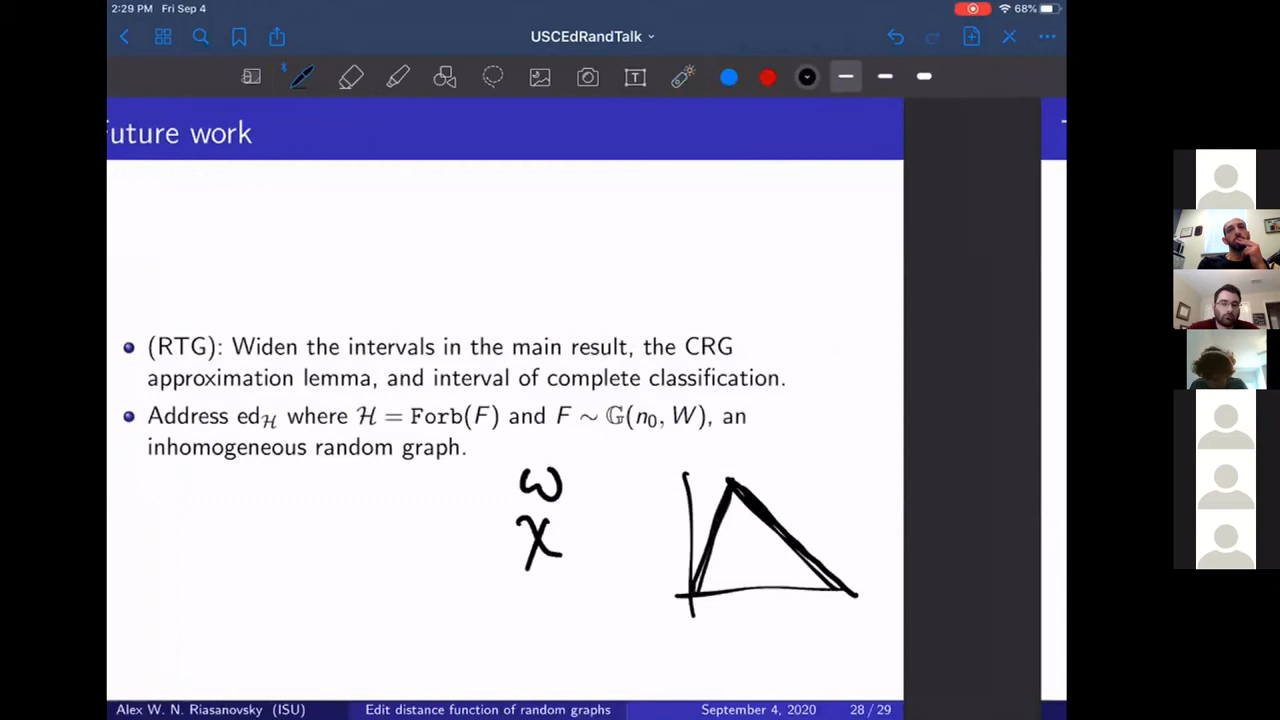 2:29 PM Fri Sep 4
68%
USCEdRandTalk
T
Future work
(RTG): Widen the intervals in the main result, the CRG
approximation lemma, and interval of complete classification.
Address ed_ℋ where ℋ = Forb(F) and F ∼ 𝔾(n₀, W), an
inhomogeneous random graph.
ω
χ
Alex W. N. Riasanovsky (ISU) Edit distance function of random graphs September 4, 2020 28 / 29